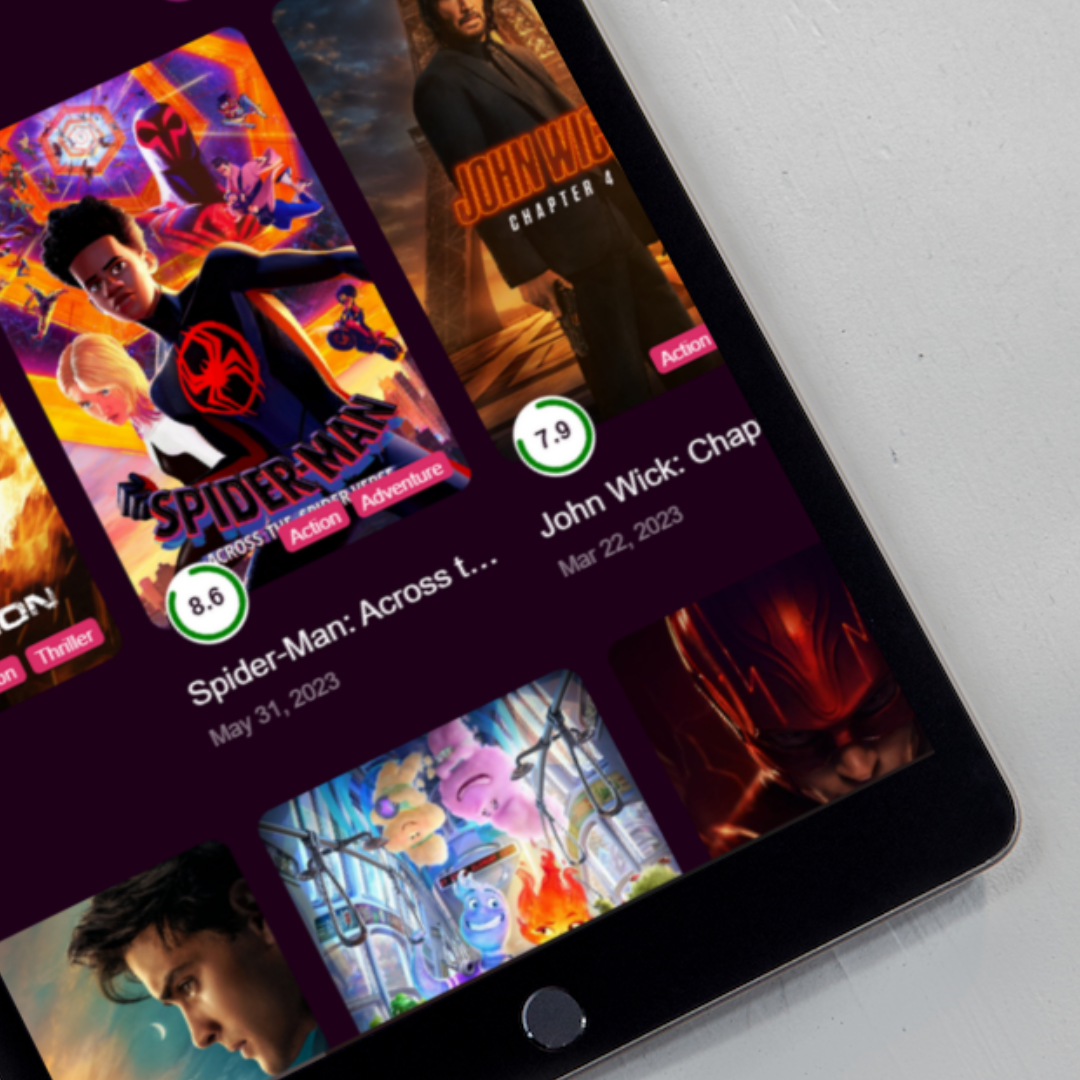 JOHN WIC
CHAPTER 4
Action
7.9
John Wick: Chap
Mar 22, 2023
SPIDER-MAN
ACROSS THE SPIDER-VERSE
Action
Adventure
8.6
Spider-Man: Across t...
May 31, 2023
ON
on
Thriller